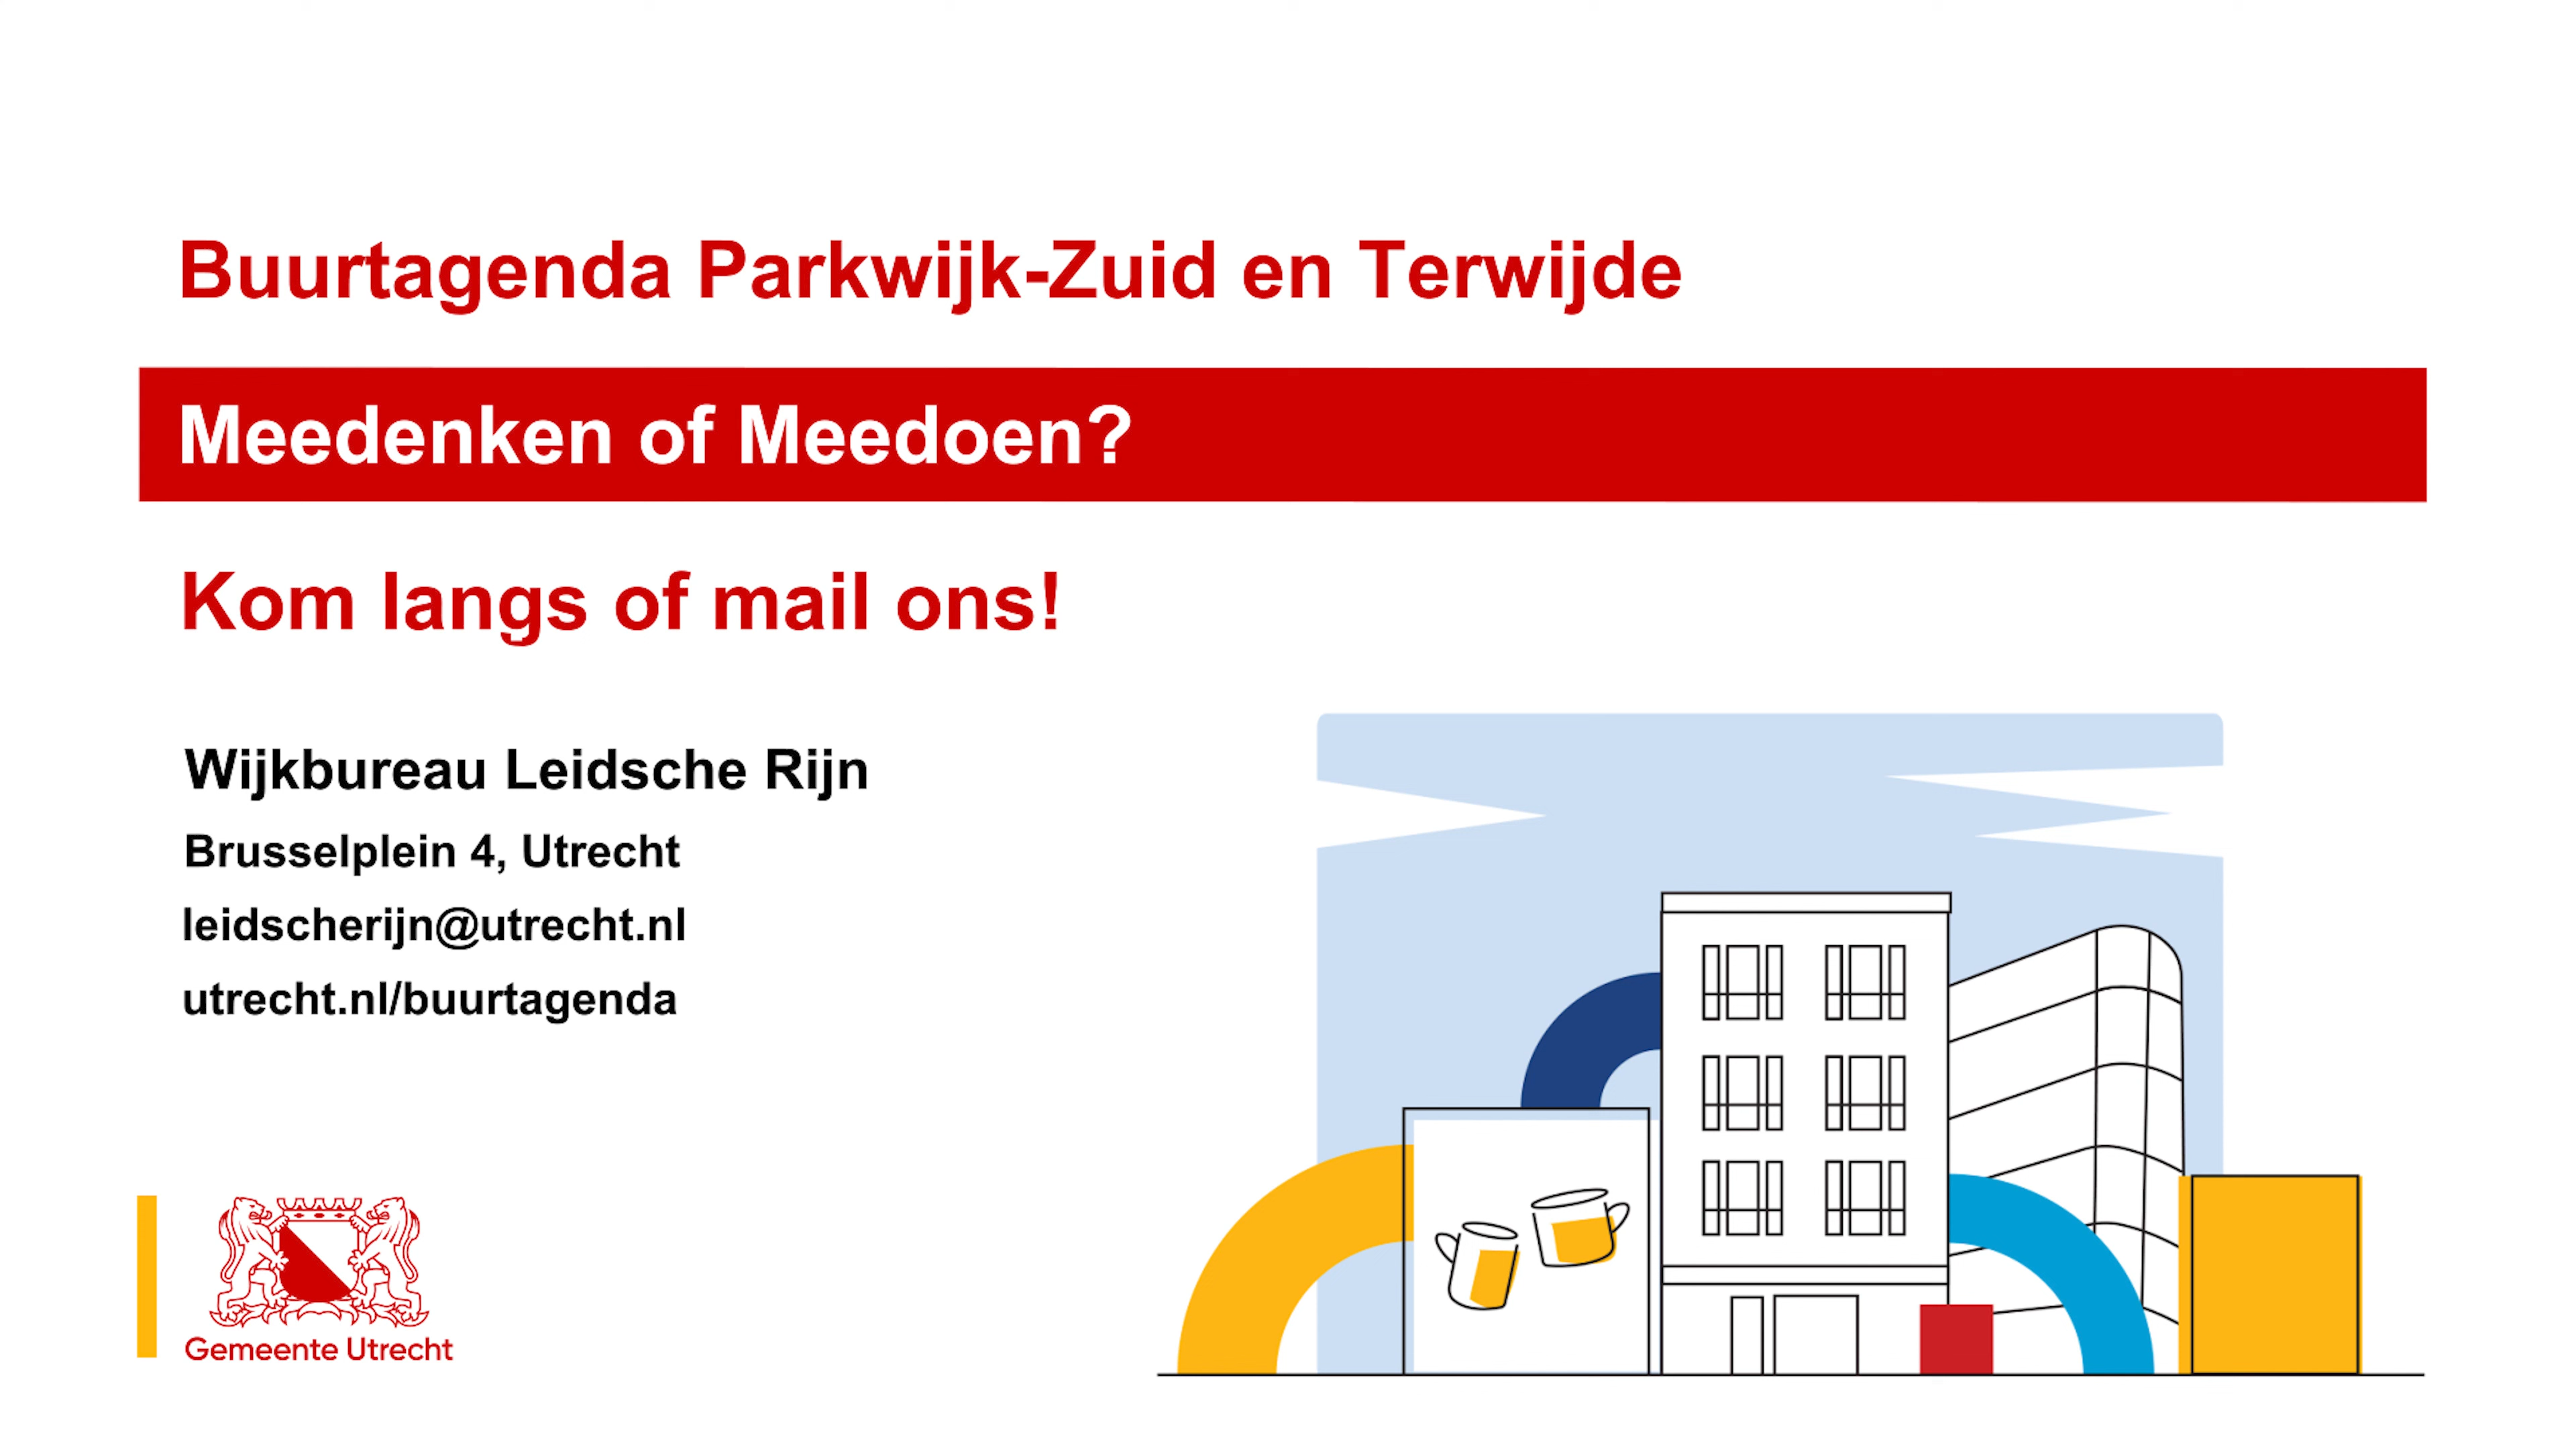 Buurtagenda Parkwijk-Zuid en Terwijde
Meedenken of Meedoen?
Kom langs of mail ons!
Wijkbureau Leidsche Rijn
Brusselplein 4, Utrecht
leidscherijn@utrecht.nl
utrecht.nl/buurtagenda
Gemeente Utrecht